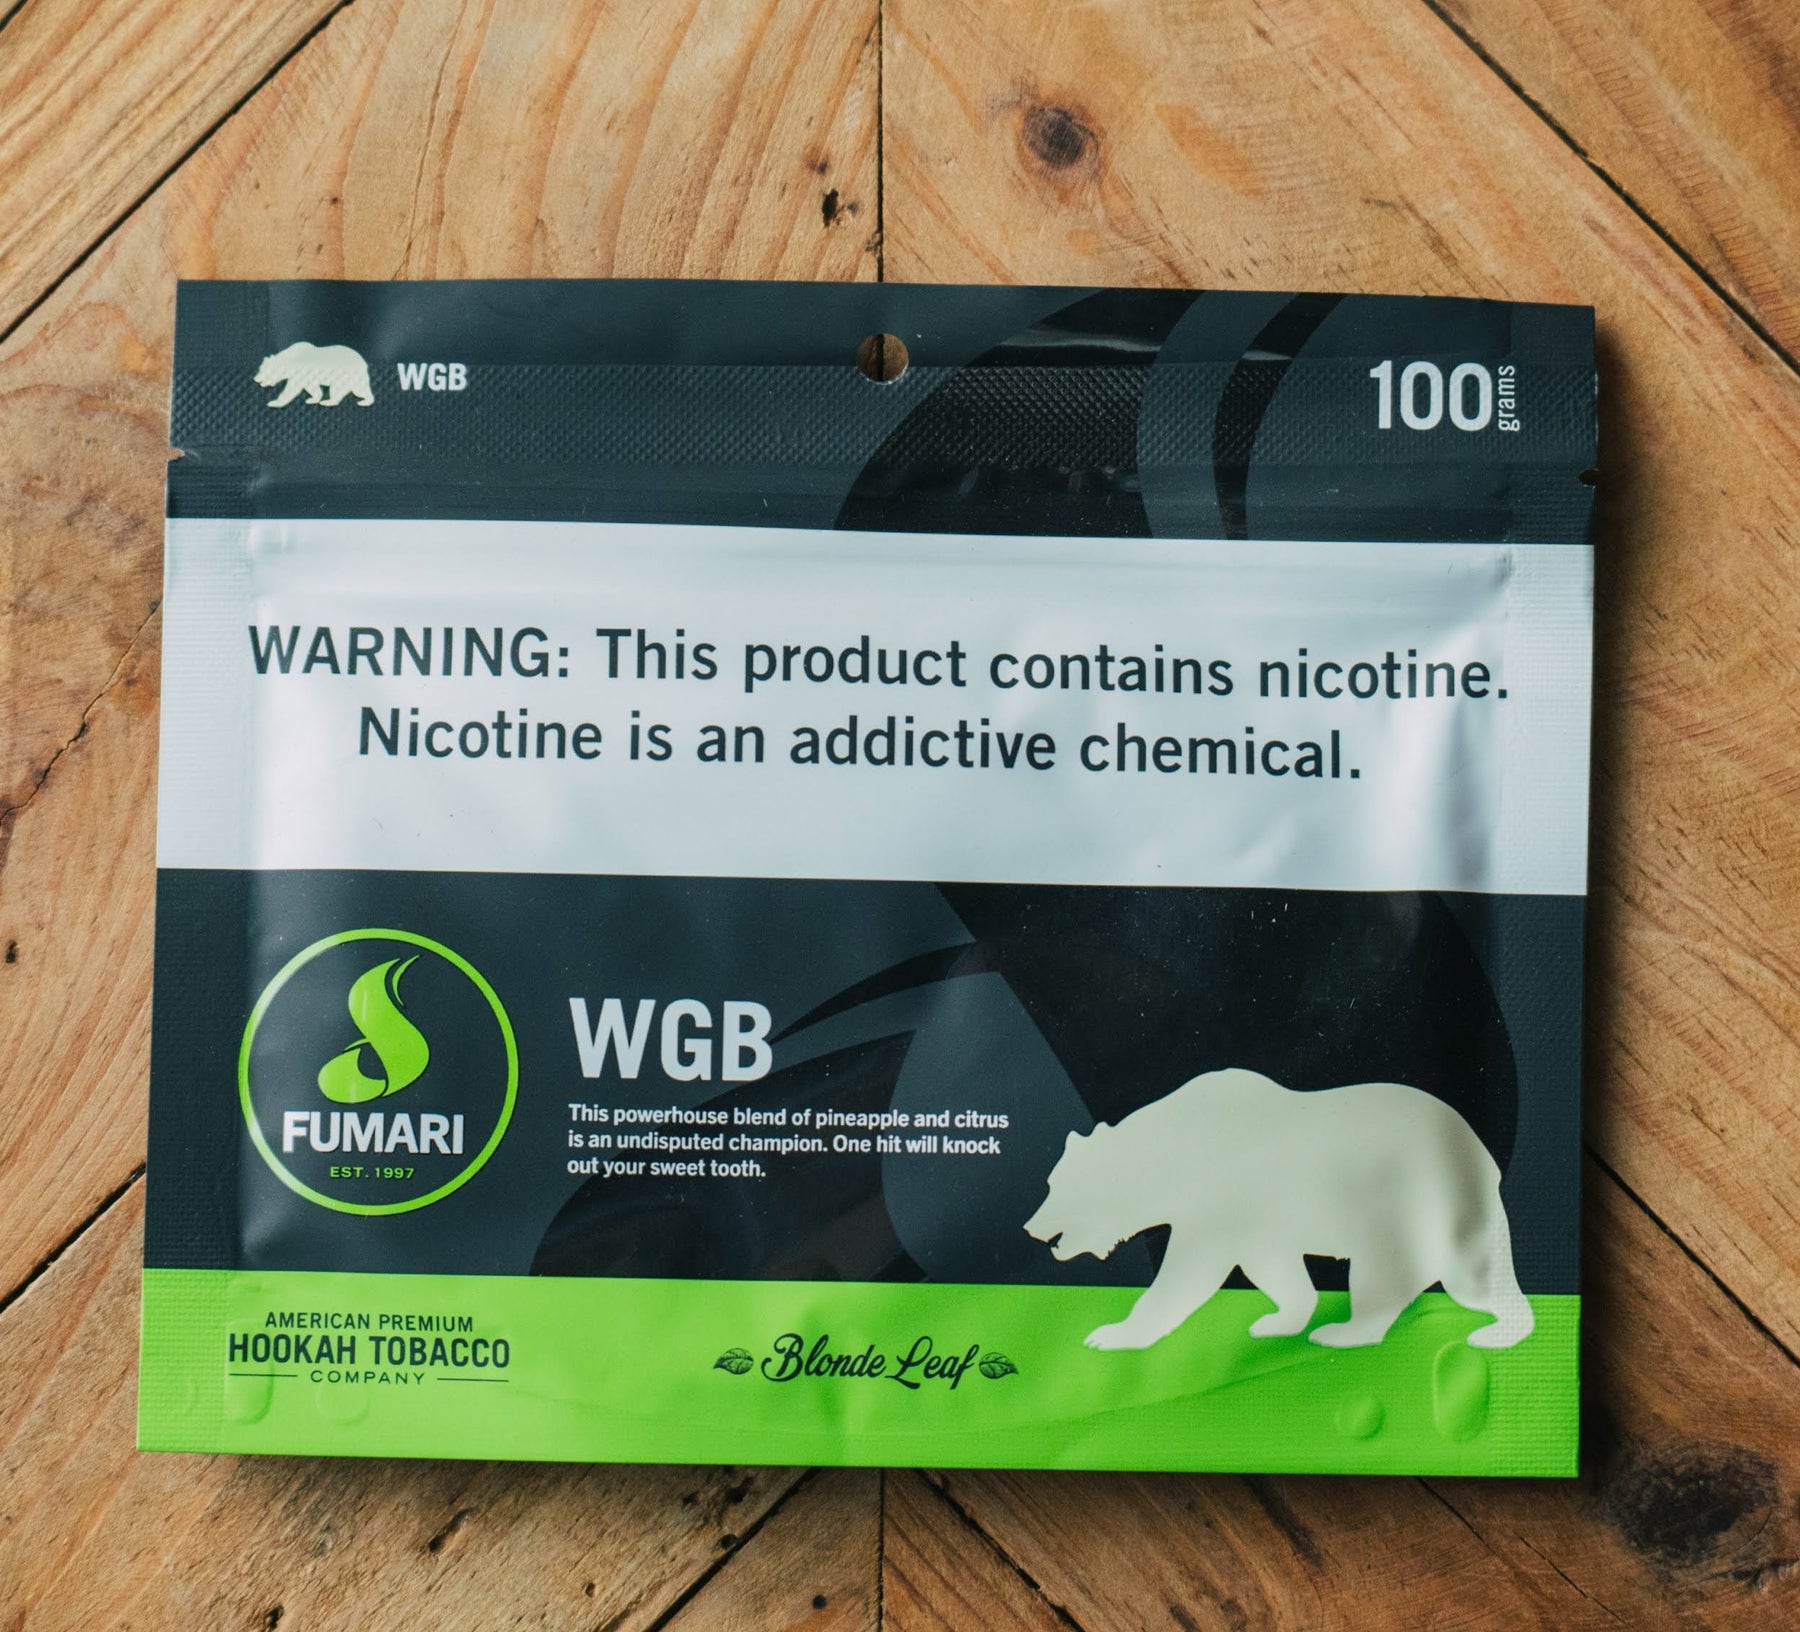 WGB
100 grams
WARNING: This product contains nicotine.
Nicotine is an addictive chemical.
FUMARI
EST. 1997
WGB
This powerhouse blend of pineapple and citrus
is an undisputed champion. One hit will knock
out your sweet tooth.
AMERICAN PREMIUM
HOOKAH TOBACCO
COMPANY
Blonde Leaf